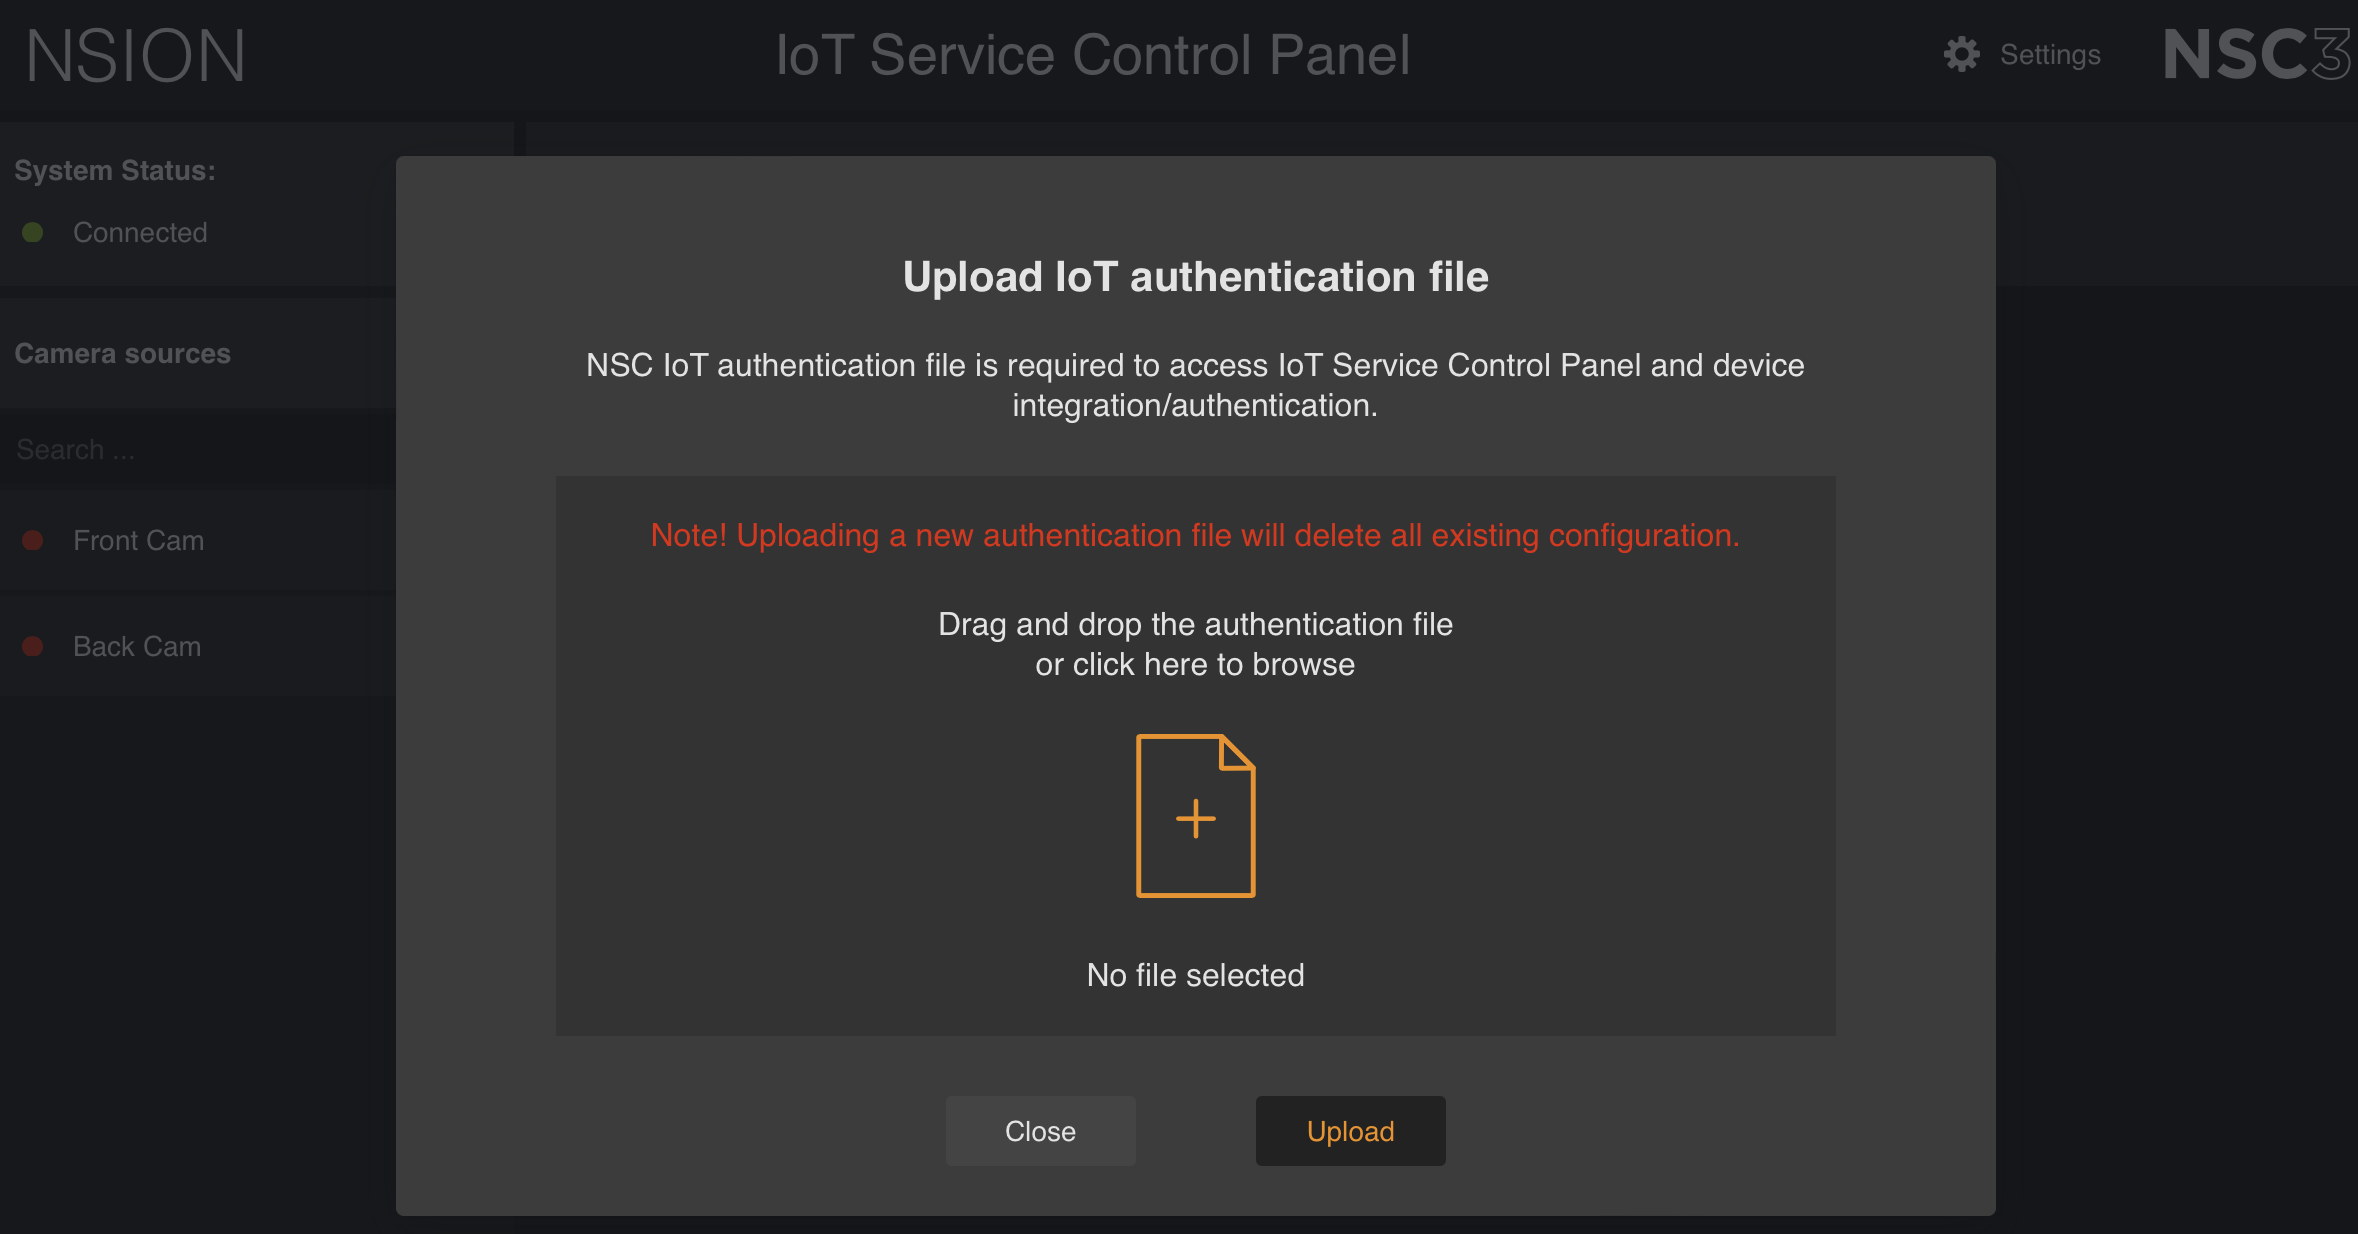 NSION
IoT Service Control Panel
Settings
NSC3
System Status:
Connected
Camera sources
Search ...
Front Cam
Back Cam
Upload IoT authentication file
NSC IoT authentication file is required to access IoT Service Control Panel and device
integration/authentication.
Note! Uploading a new authentication file will delete all existing configuration.
Drag and drop the authentication file
or click here to browse
No file selected
Close
Upload